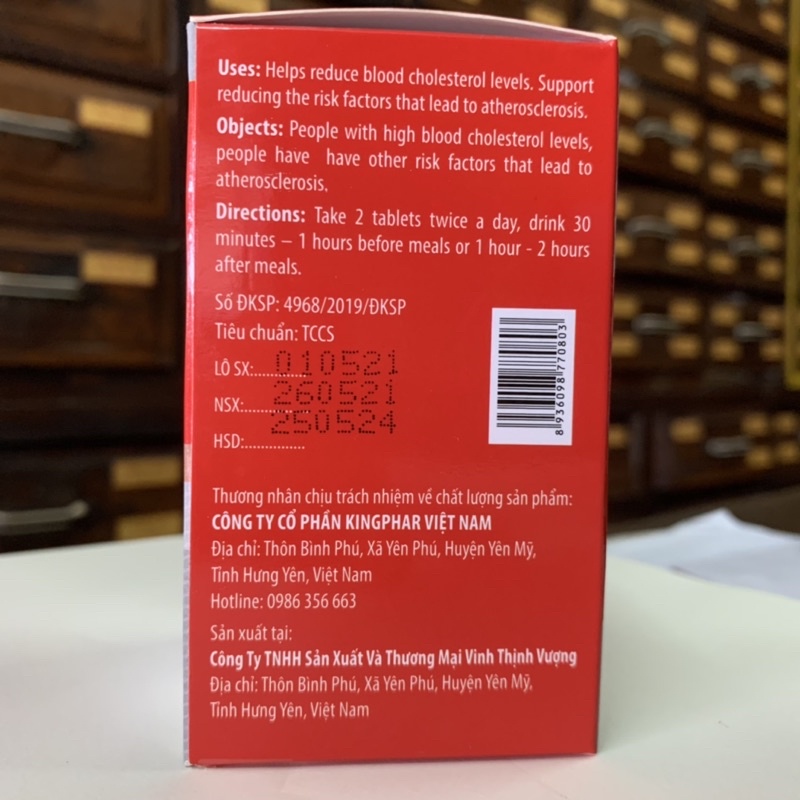 Uses: Helps reduce blood cholesterol levels. Support
reducing the risk factors that lead to atherosclerosis.
Objects: People with high blood cholesterol levels,
people have have other risk factors that lead to
atherosclerosis.
Directions: Take 2 tablets twice a day, drink 30
minutes – 1 hours before meals or 1 hour - 2 hours
after meals.
Số ĐKSP: 4968/2019/ĐKSP
Tiêu chuẩn: TCCS
LÔ SX:............ 010521
NSX:............... 260521
HSD:............... 250524
8 936098 770803
Thương nhân chịu trách nhiệm về chất lượng sản phẩm:
CÔNG TY CỔ PHẦN KINGPHAR VIỆT NAM
Địa chỉ: Thôn Bình Phú, Xã Yên Phú, Huyện Yên Mỹ,
Tỉnh Hưng Yên, Việt Nam
Hotline: 0986 356 663
Sản xuất tại:
Công Ty TNHH Sản Xuất Và Thương Mại Vinh Thịnh Vượng
Địa chỉ: Thôn Bình Phú, Xã Yên Phú, Huyện Yên Mỹ,
Tỉnh Hưng Yên, Việt Nam